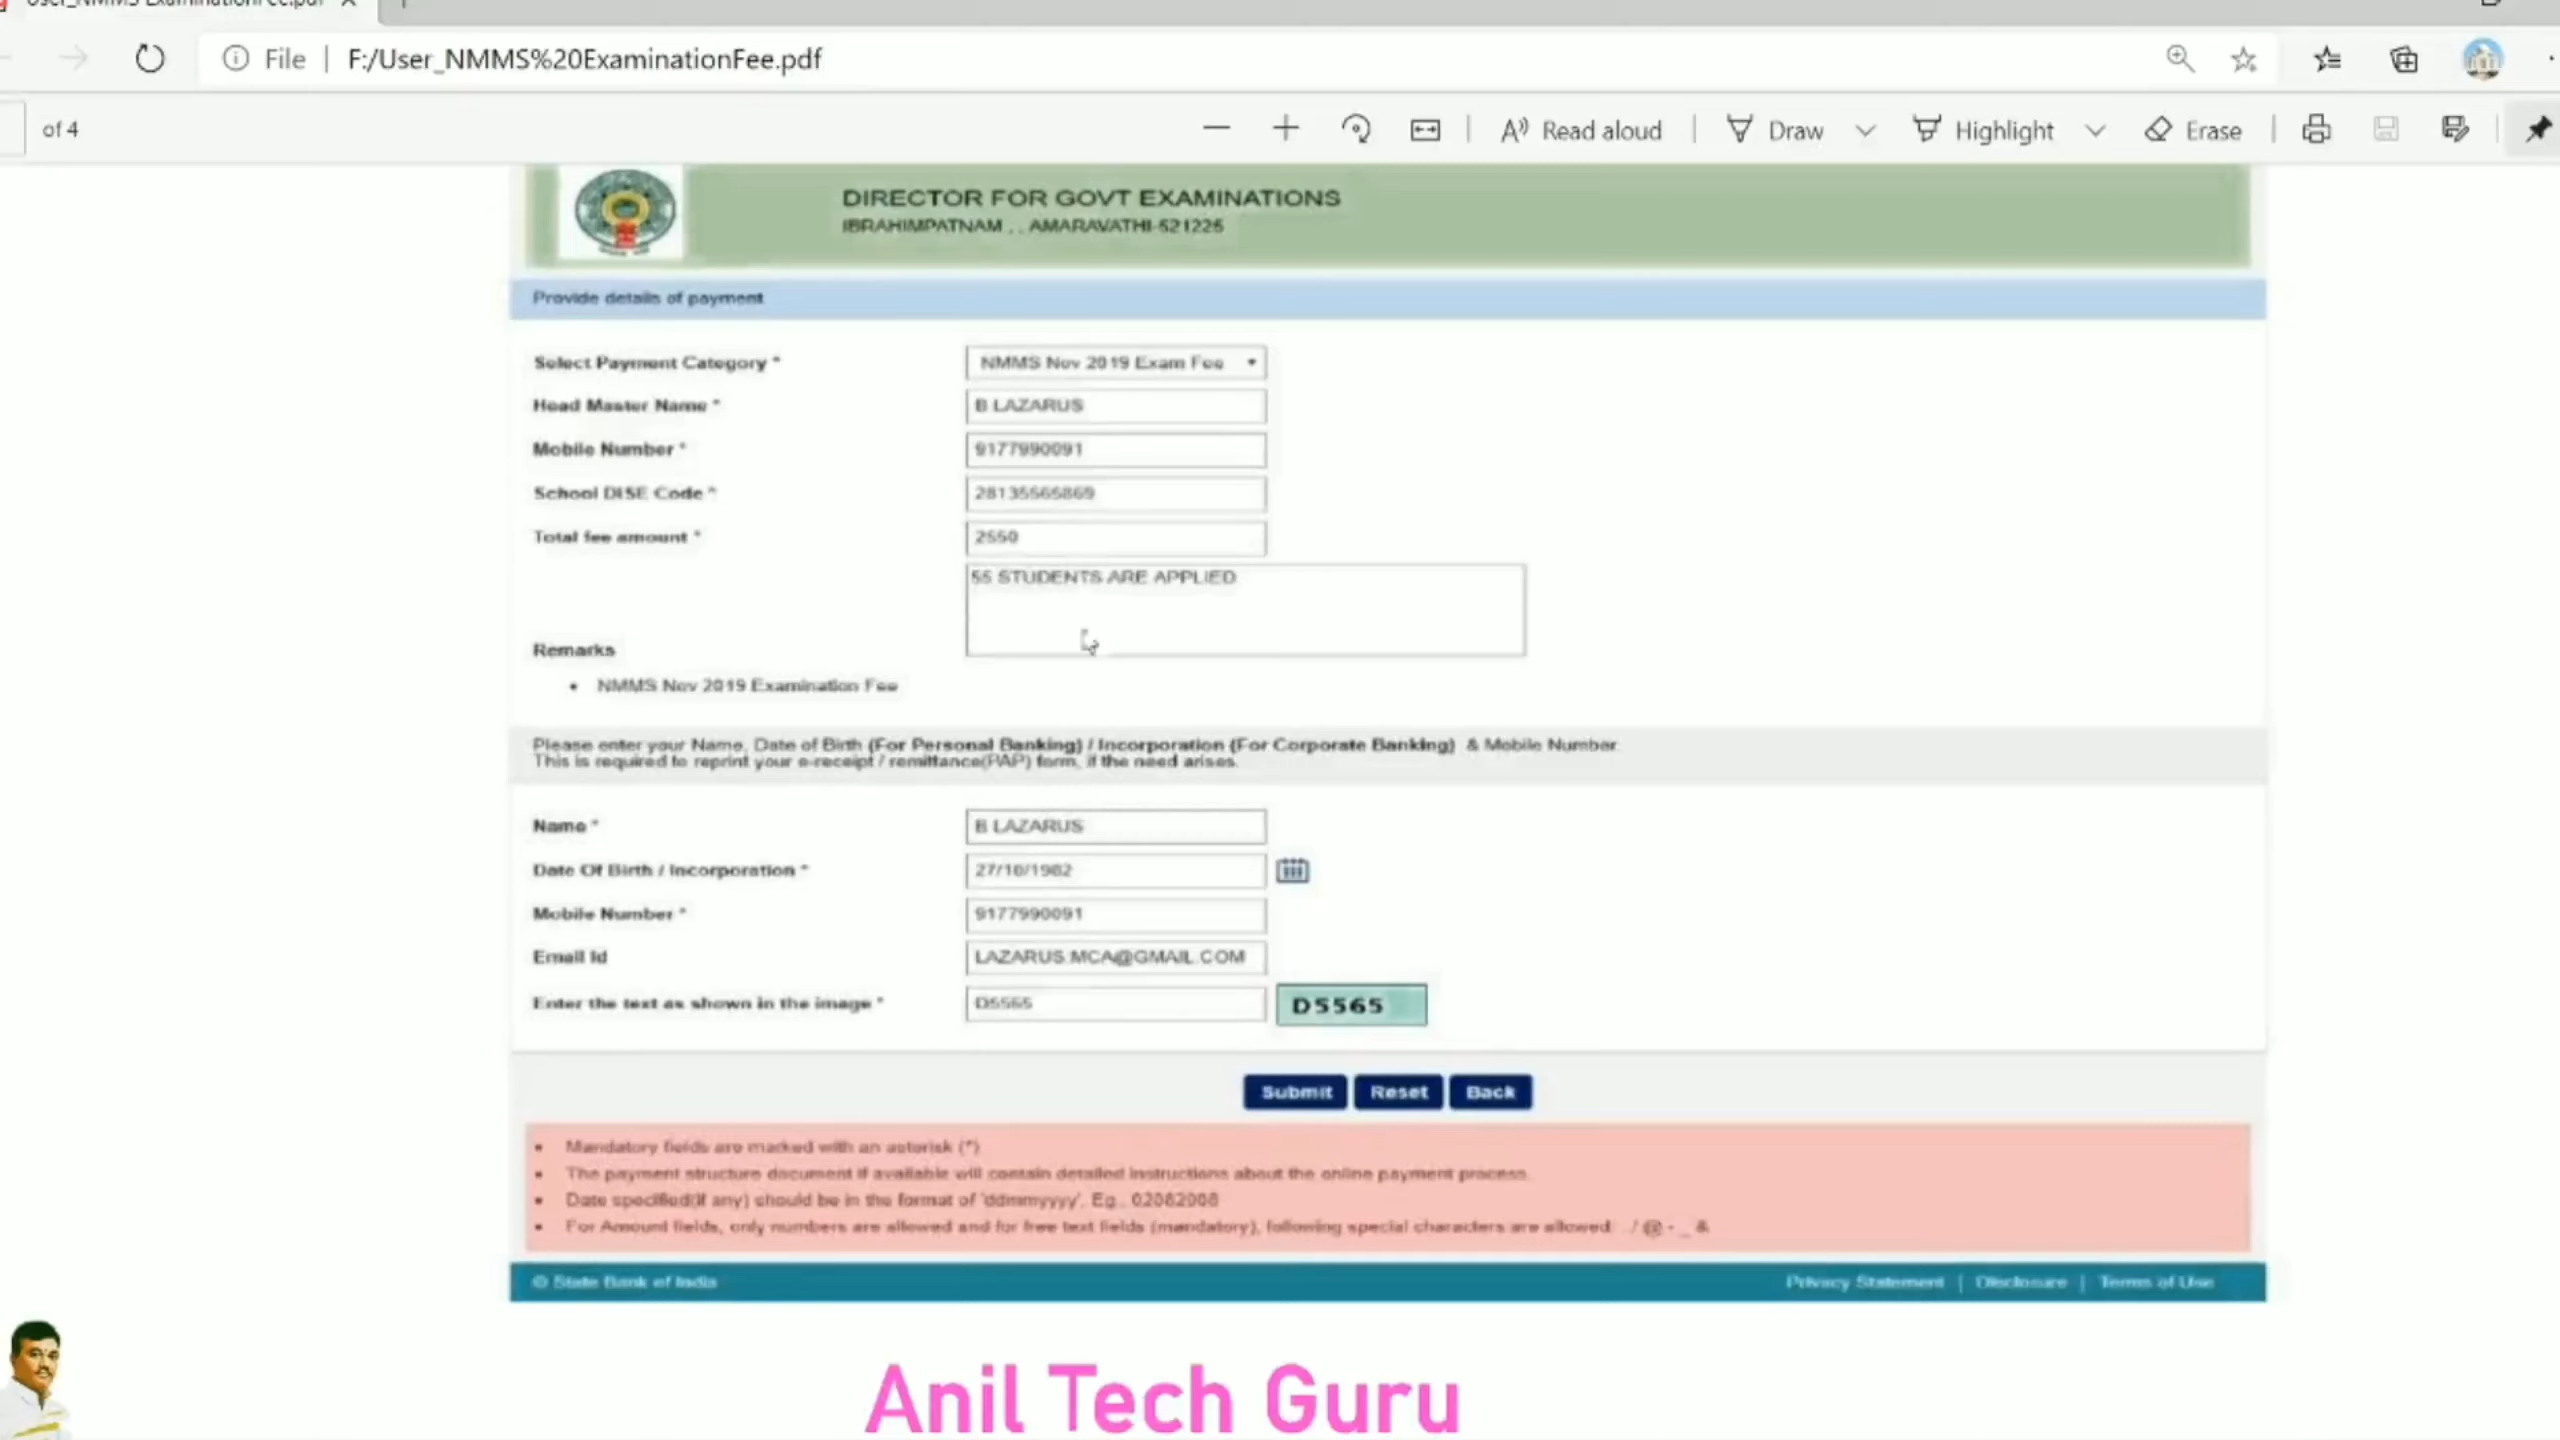 File | F:/User_NMMS%20ExaminationFee.pdf
of 4
Read aloud | Draw Highlight Erase
DIRECTOR FOR GOVT EXAMINATIONS
IBRAHIMPATNAM , , AMARAVATHI-521225
Provide details of payment
Select Payment Category * NMMS Nov 2019 Exam Fee
Head Master Name * B LAZARUS
Mobile Number * 9177990091
School DISE Code * 28135565869
Total fee amount * 2550
55 STUDENTS ARE APPLIED
Remarks
• NMMS Nov 2019 Examination Fee
Please enter your Name, Date of Birth (For Personal Banking) / Incorporation (For Corporate Banking) & Mobile Number
This is required to reprint your e-receipt / remittance(PAP) form, if the need arises.
Name * B LAZARUS
Date Of Birth / Incorporation * 27/10/1982
Mobile Number * 9177990091
Email Id LAZARUS.MCA@GMAIL.COM
Enter the text as shown in the image * D5565 D5565
Submit Reset Back
• Mandatory fields are marked with an asterisk (*)
• The payment structure document if available will contain detailed instructions about the online payment process.
• Date specified(if any) should be in the format of 'ddmmyyyy'. Eg., 02082008
• For Amount fields, only numbers are allowed and for free text fields (mandatory), following special characters are allowed: . / @ - _ &
© State Bank of India Privacy Statement | Disclosure | Terms of Use
Anil Tech Guru